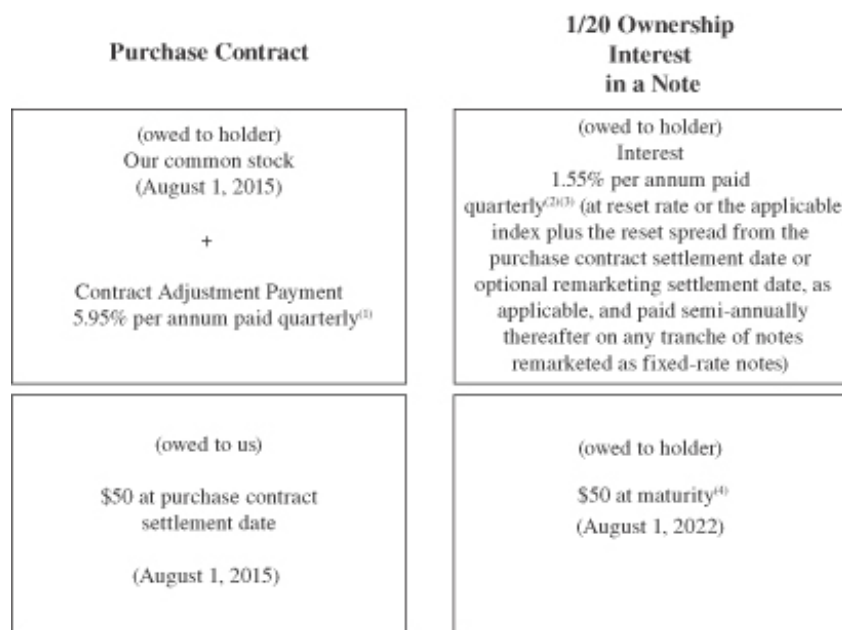 Purchase Contract
1/20 Ownership
Interest
in a Note
(owed to holder)
Our common stock
(August 1, 2015)
+
Contract Adjustment Payment
5.95% per annum paid quarterly(1)
(owed to holder)
Interest
1.55% per annum paid
quarterly(2)(3) (at reset rate or the applicable
index plus the reset spread from the
purchase contract settlement date or
optional remarketing settlement date, as
applicable, and paid semi-annually
thereafter on any tranche of notes
remarketed as fixed-rate notes)
(owed to us)
$50 at purchase contract
settlement date
(August 1, 2015)
(owed to holder)
$50 at maturity(4)
(August 1, 2022)